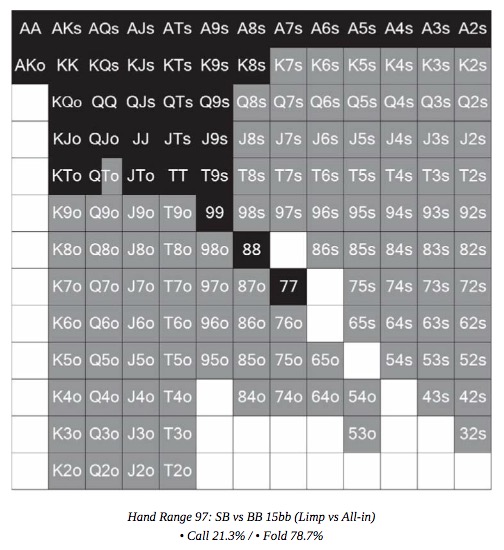 AA AKs AQs AJs ATs A9s A8s A7s A6s A5s A4s A3s A2s
AKo KK KQs KJs KTs K9s K8s K7s K6s K5s K4s K3s K2s
KQo QQ QJs QTs Q9s Q8s Q7s Q6s Q5s Q4s Q3s Q2s
KJo QJo JJ JTs J9s J8s J7s J6s J5s J4s J3s J2s
KTo QTo JTo TT T9s T8s T7s T6s T5s T4s T3s T2s
K9o Q9o J9o T9o 99 98s 97s 96s 95s 94s 93s 92s
K8o Q8o J8o T8o 98o 88 86s 85s 84s 83s 82s
K7o Q7o J7o T7o 97o 87o 77 75s 74s 73s 72s
K6o Q6o J6o T6o 96o 86o 76o 65s 64s 63s 62s
K5o Q5o J5o T5o 95o 85o 75o 65o 54s 53s 52s
K4o Q4o J4o T4o 84o 74o 64o 54o 43s 42s
K3o Q3o J3o T3o 53o 32s
K2o Q2o J2o T2o
Hand Range 97: SB vs BB 15bb (Limp vs All-in)
• Call 21.3% / • Fold 78.7%